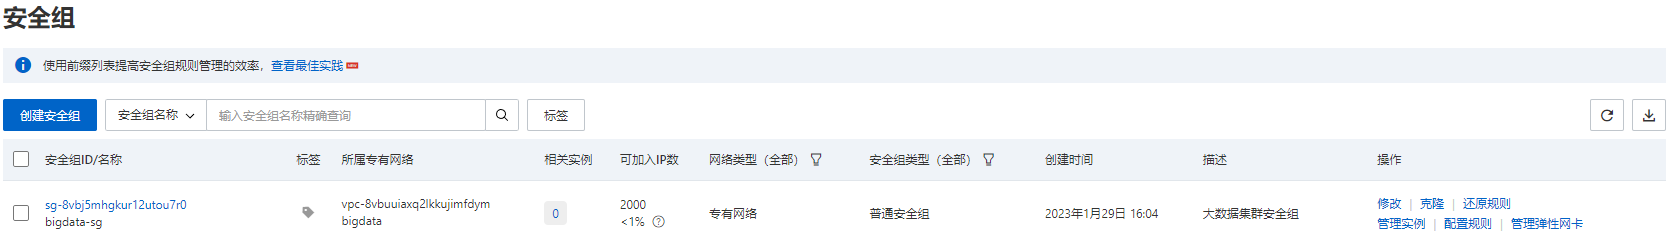 安全组
使用前缀列表提高安全组规则管理的效率，查看最佳实践 NEW
创建安全组 安全组名称 输入安全组名称精确查询 标签
安全组ID/名称 标签 所属专有网络 相关实例 可加入IP数 网络类型（全部） 安全组类型（全部） 创建时间 描述 操作
sg-8vbj5mhgkur12utou7r0 vpc-8vbuuiaxq2lkkujimfdym 2000 修改 | 克隆 | 还原规则
0 专有网络 普通安全组 2023年1月29日 16:04 大数据集群安全组
bigdata-sg bigdata <1% ? 管理实例 | 配置规则 | 管理弹性网卡